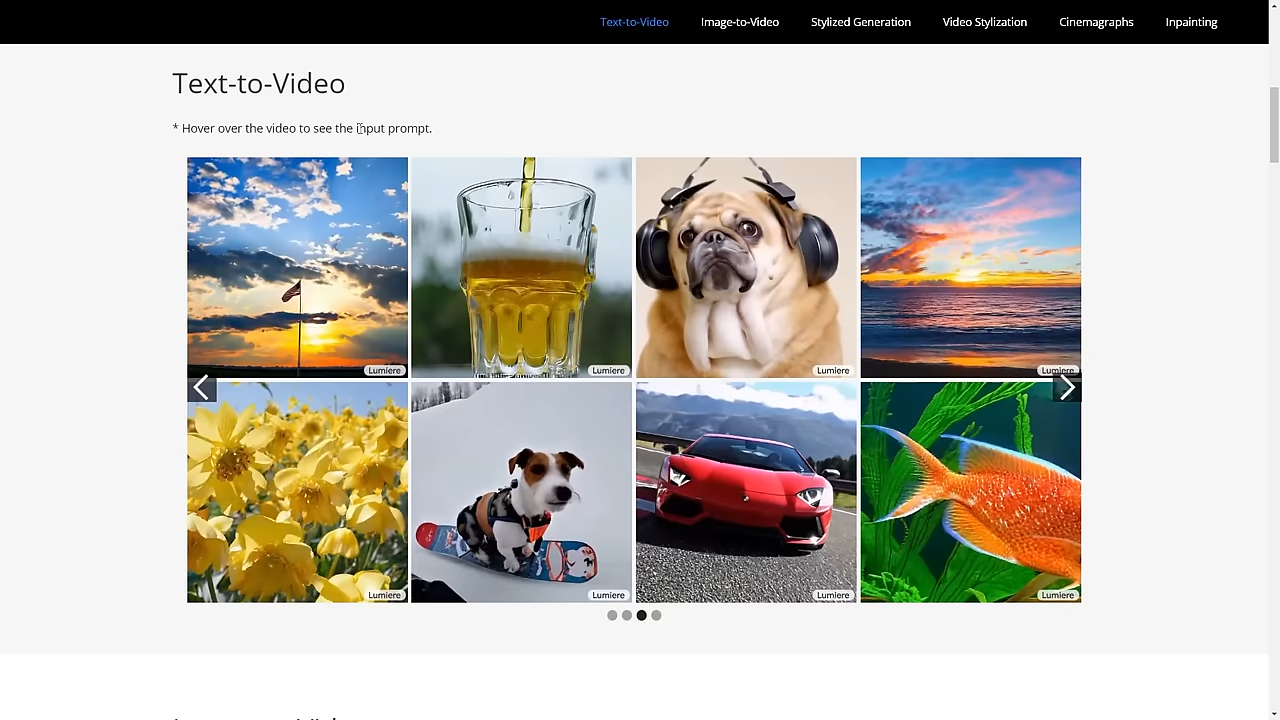 Text-to-Video Image-to-Video Stylized Generation Video Stylization Cinemagraphs Inpainting
Text-to-Video
* Hover over the video to see the input prompt.
Lumiere Lumiere Lumiere Lumiere
Lumiere Lumiere Lumiere Lumiere